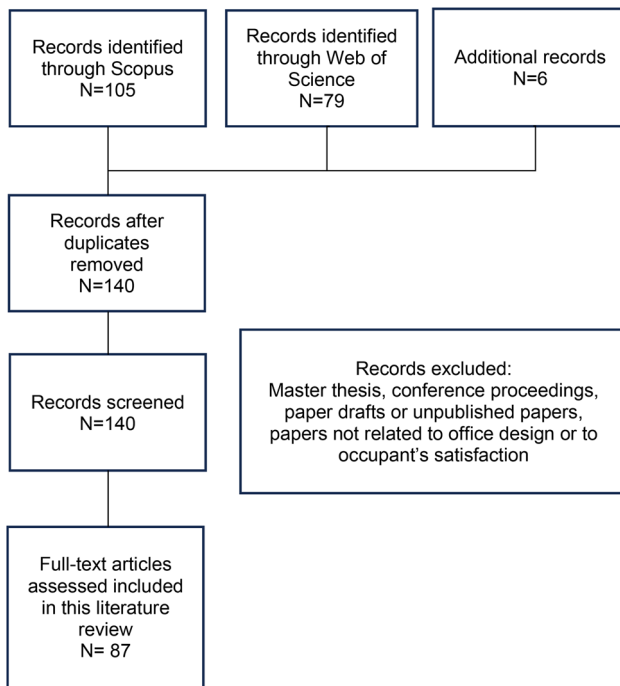 Records identified
through Scopus
N=105
Records identified
through Web of
Science
N=79
Additional records
N=6
Records after
duplicates
removed
N=140
Records screened
N=140
Records excluded:
Master thesis, conference proceedings,
paper drafts or unpublished papers,
papers not related to office design or to
occupant’s satisfaction
Full-text articles
assessed included
in this literature
review
N= 87